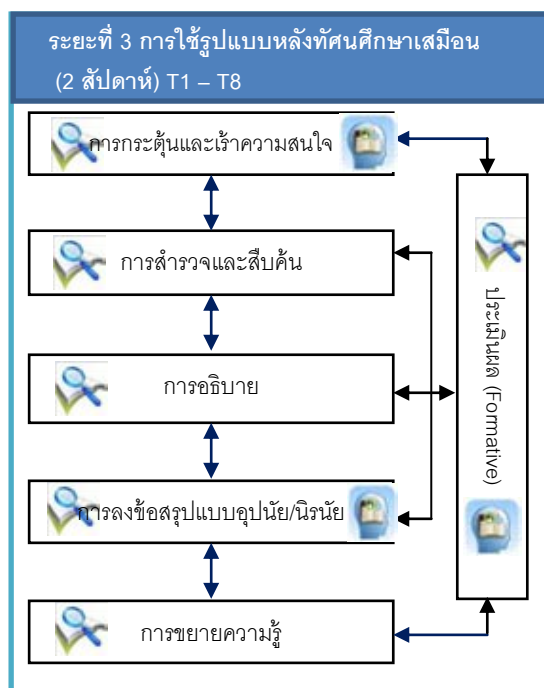 ระยะที่ 3 การใช้รูปแบบหลังทัศนศึกษาเสมือน
(2 สัปดาห์) T1 – T8
การกระตุ้นและเร้าความสนใจ
การสำรวจและสืบค้น
การอธิบาย
การลงข้อสรุปแบบอุปนัย/นิรนัย
การขยายความรู้
ประเมินผล (Formative)